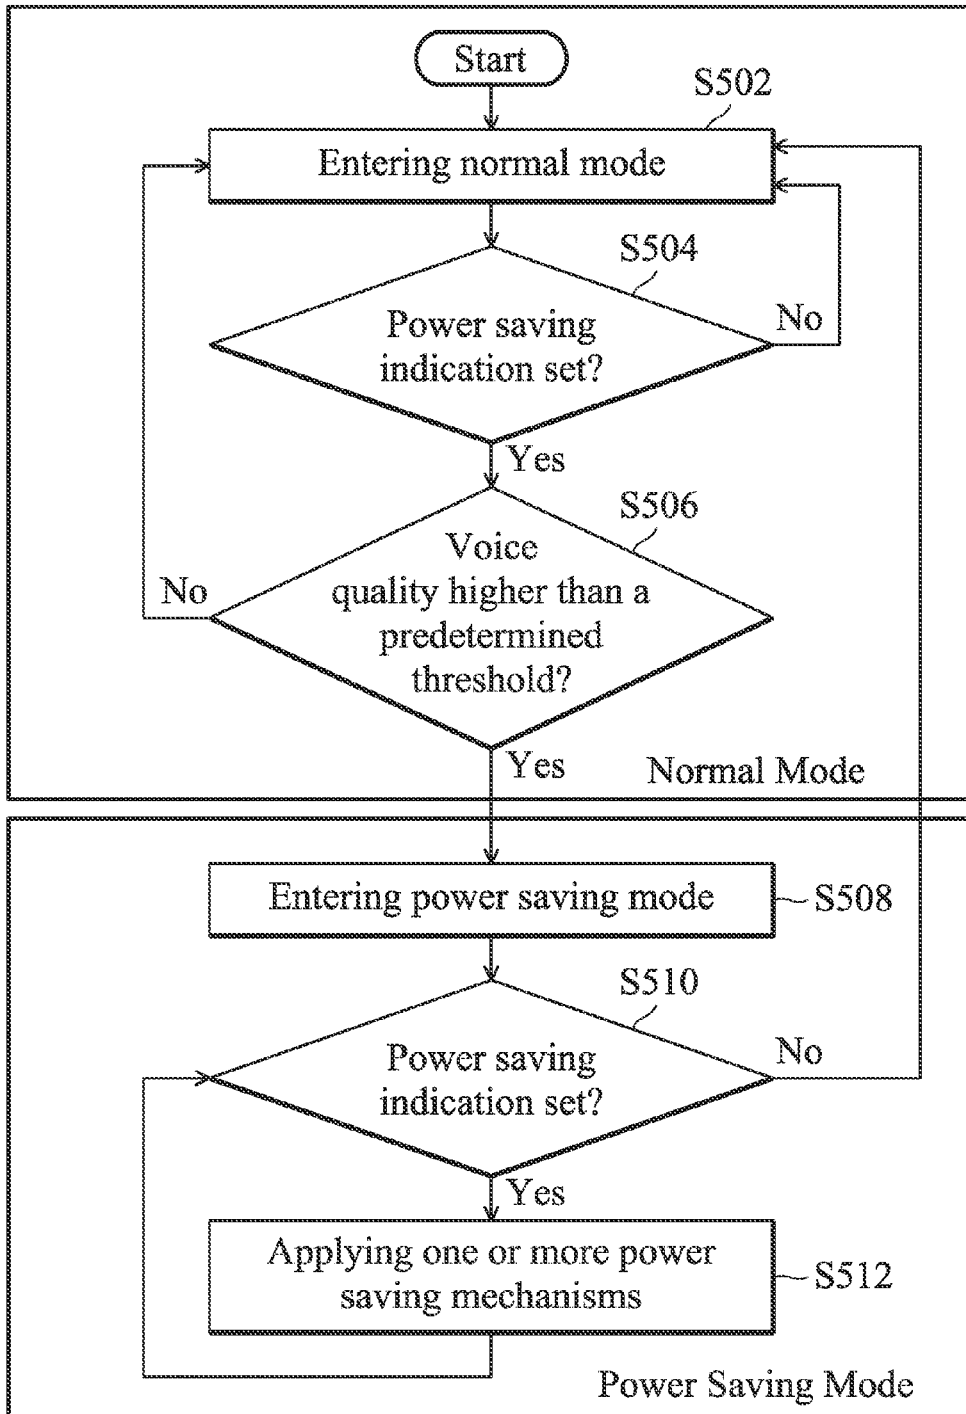 Start
S502
Entering normal mode
S504
Power saving
indication set?
No
Yes
S506
Voice
quality higher than a
predetermined
threshold?
No
Yes
Normal Mode
Entering power saving mode
S508
S510
Power saving
indication set?
No
Yes
Applying one or more power
saving mechanisms
S512
Power Saving Mode